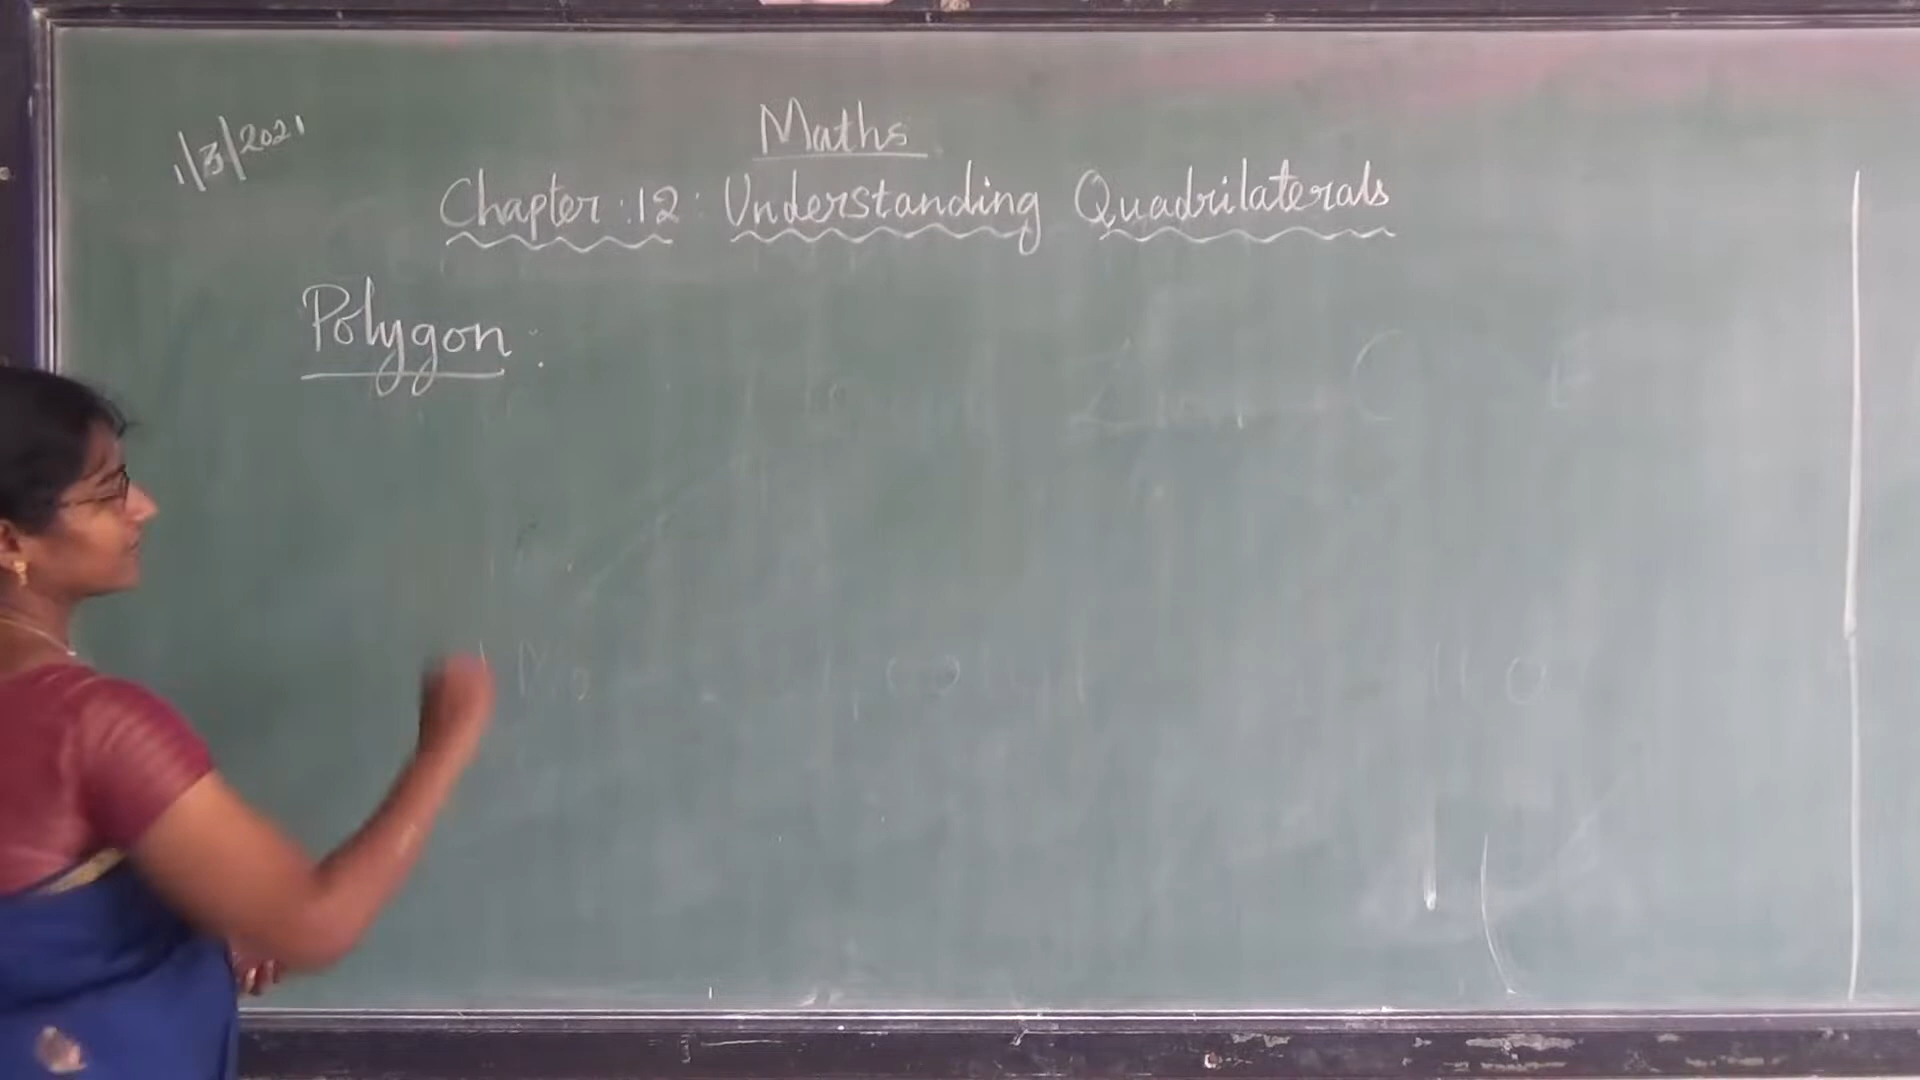 1/3/2021
Maths
Chapter : 12 : Understanding Quadrilaterals
Polygon :